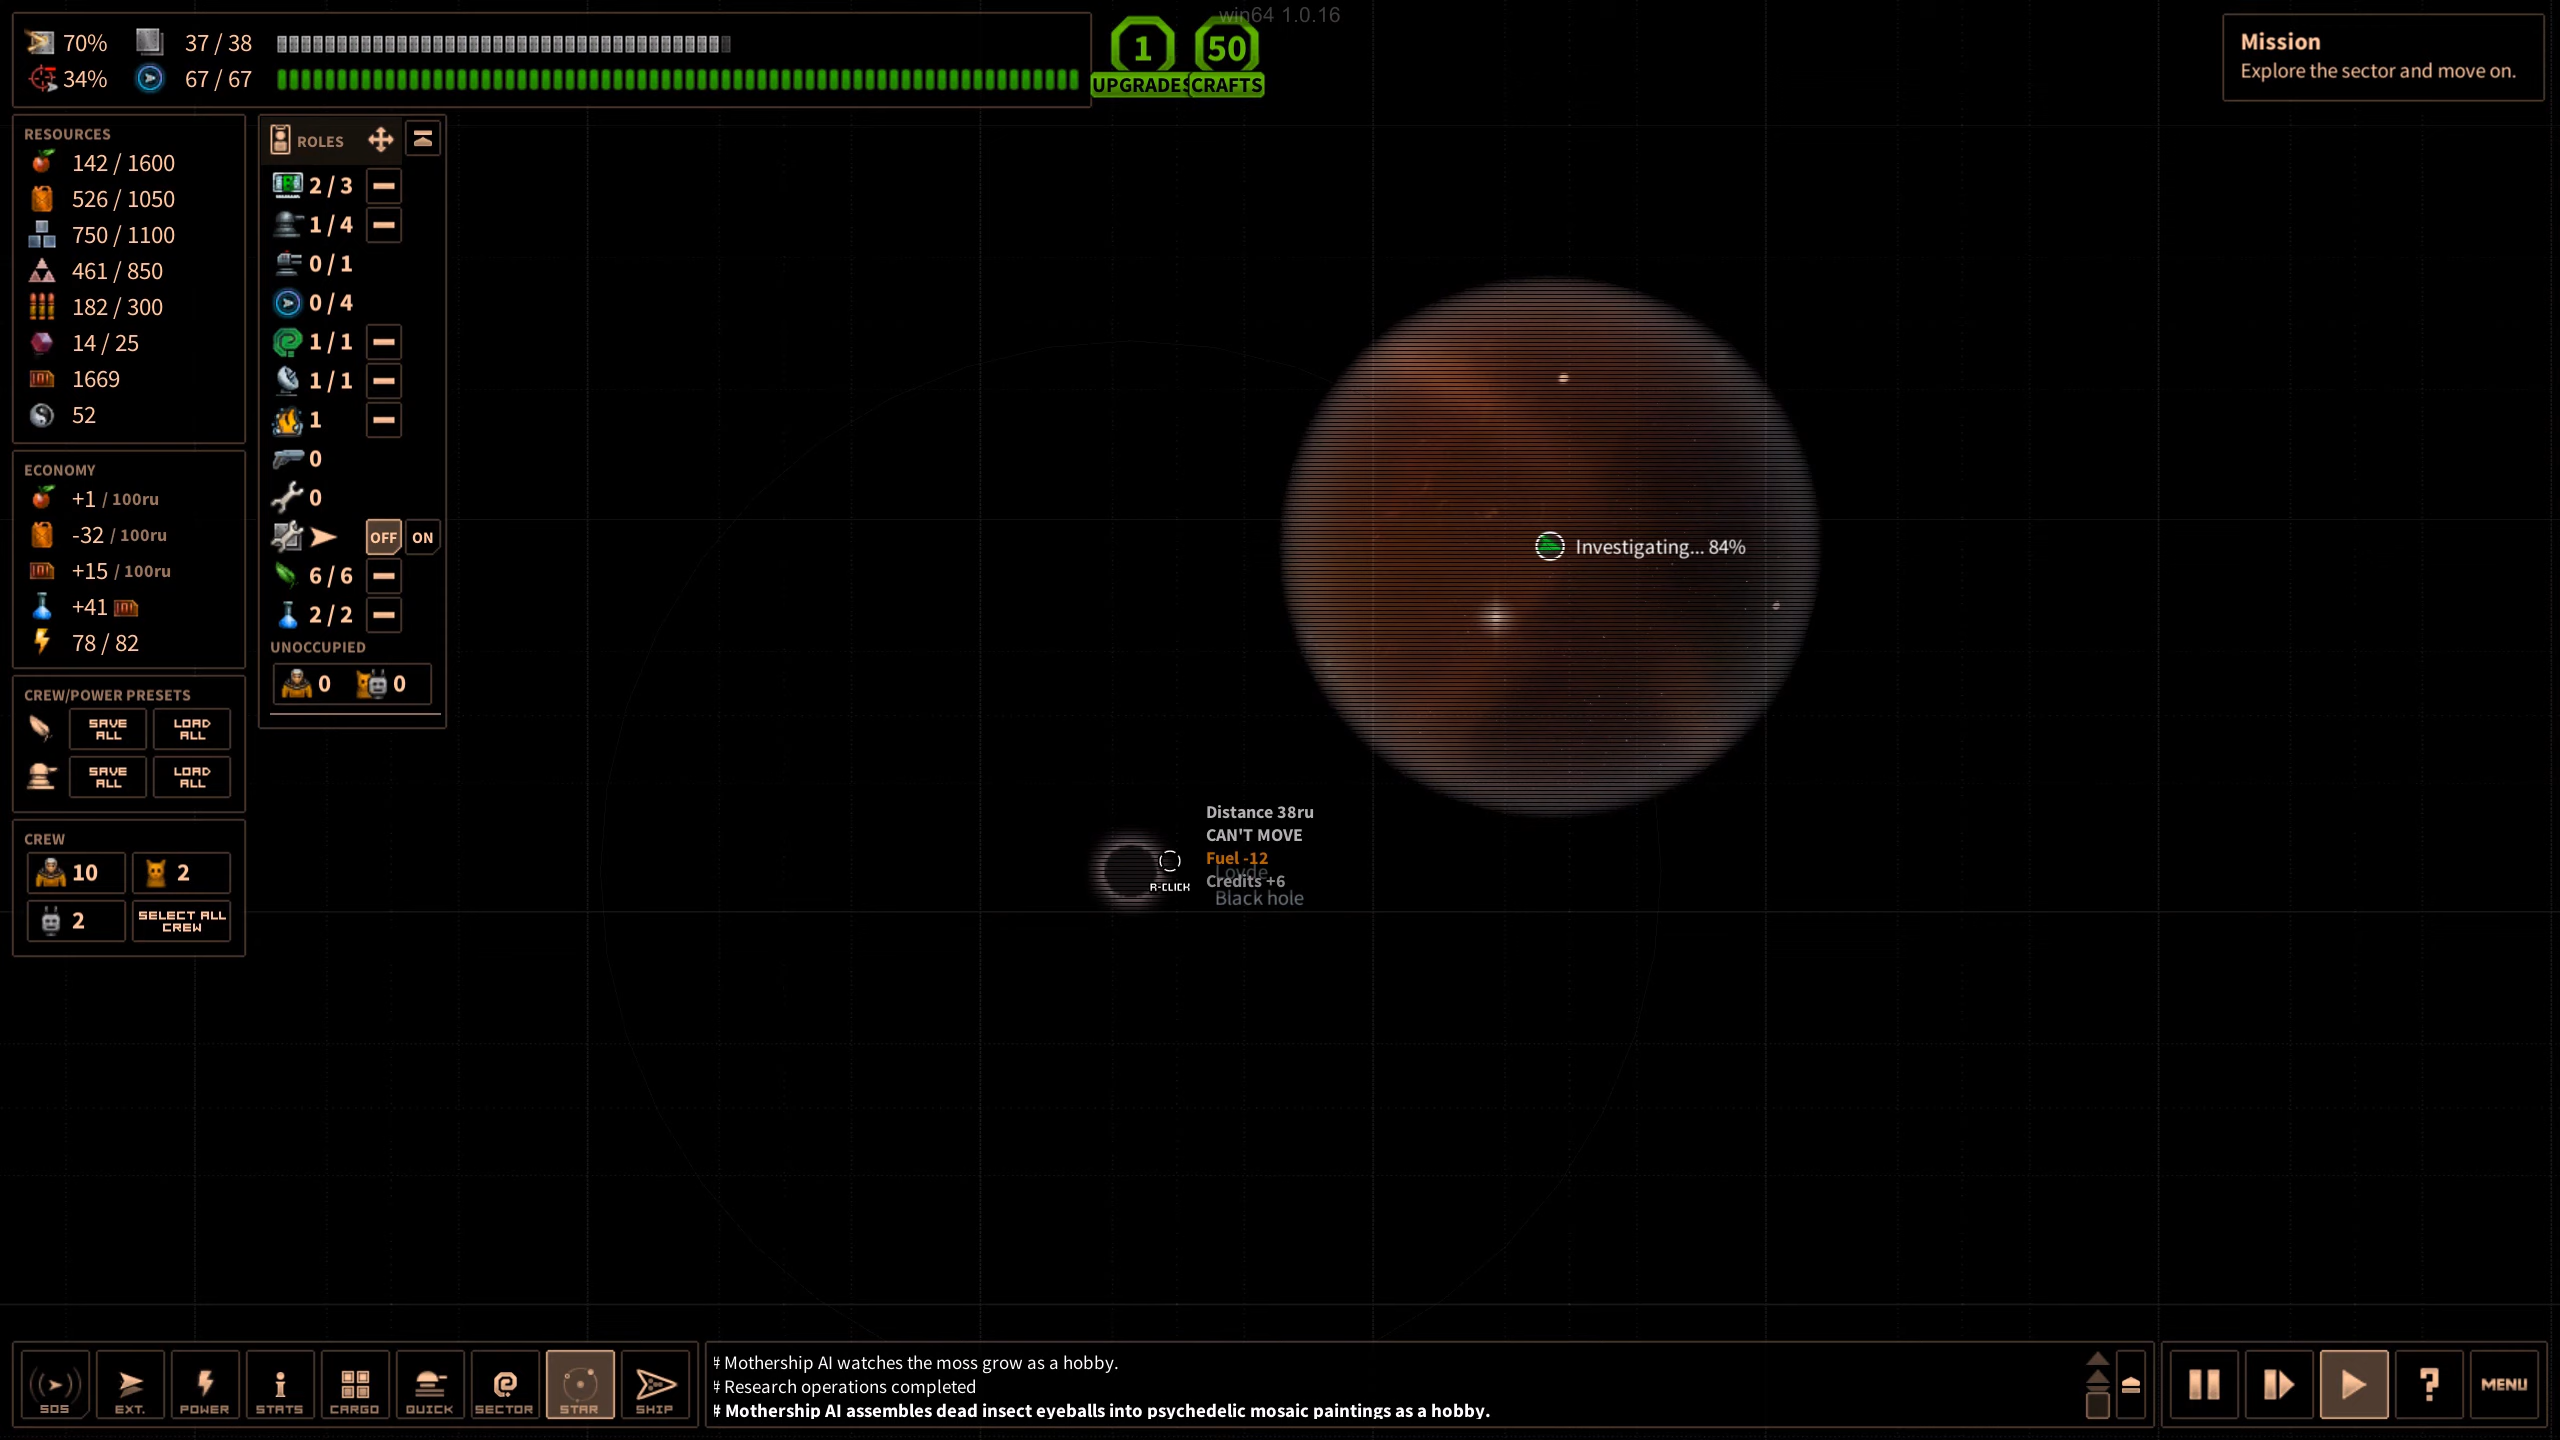 win64 1.0.16
70% 37 / 38
34% 67 / 67
1 50
UPGRADES CRAFTS
Mission
Explore the sector and move on.
RESOURCES
142 / 1600
526 / 1050
750 / 1100
461 / 850
182 / 300
14 / 25
1669
52
ECONOMY
+1 / 100ru
-32 / 100ru
+15 / 100ru
+41
78 / 82
CREW/POWER PRESETS
SAVE ALL LOAD ALL
SAVE ALL LOAD ALL
CREW
10 2
2 SELECT ALL CREW
ROLES
2 / 3
1 / 4
0 / 1
0 / 4
1 / 1
1 / 1
1
0
0
OFF ON
6 / 6
2 / 2
UNOCCUPIED
0 0
Investigating... 84%
Distance 38ru
CAN'T MOVE
Fuel -12
Credits +6
R-CLICK
Black hole
SOS EXT. POWER STATS CARGO QUICK SECTOR STAR SHIP
# Mothership AI watches the moss grow as a hobby.
# Research operations completed
# Mothership AI assembles dead insect eyeballs into psychedelic mosaic paintings as a hobby.
? MENU